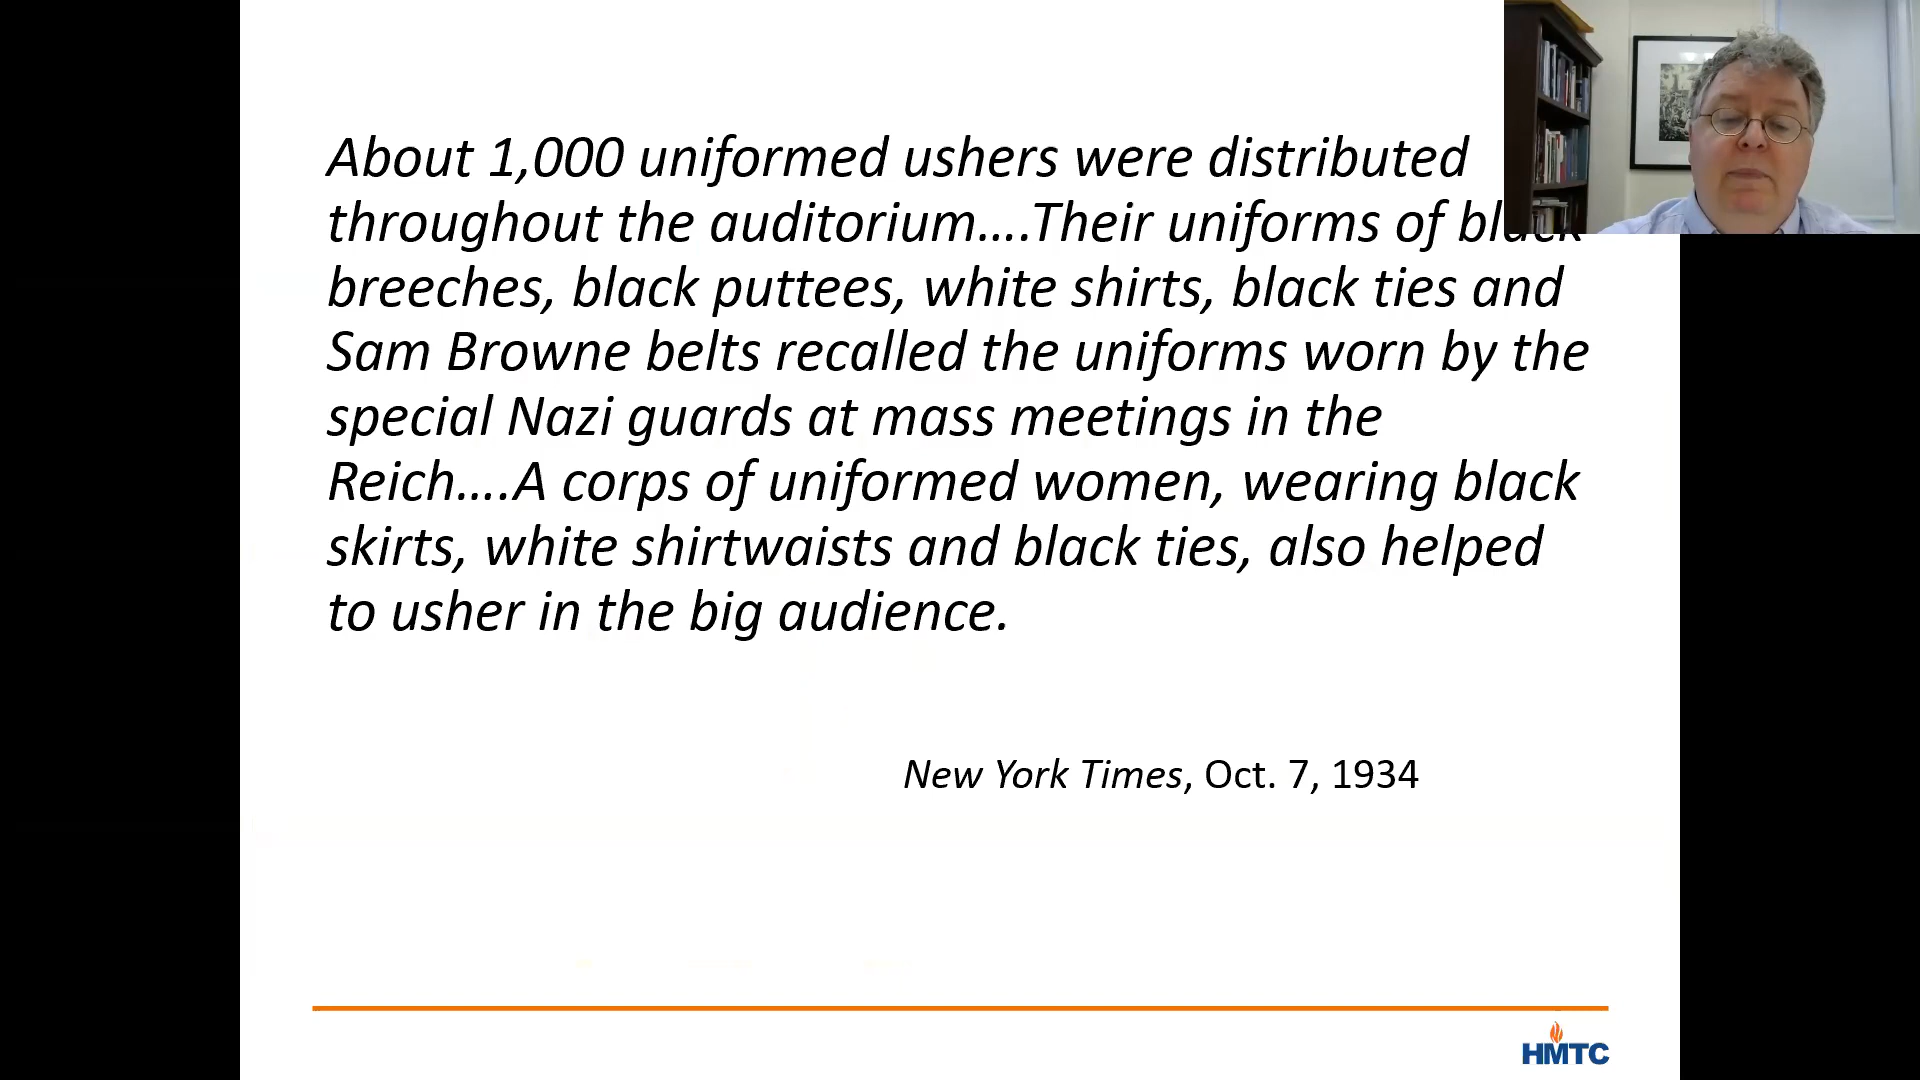 About 1,000 uniformed ushers were distributed
throughout the auditorium….Their uniforms of black
breeches, black puttees, white shirts, black ties and
Sam Browne belts recalled the uniforms worn by the
special Nazi guards at mass meetings in the
Reich….A corps of uniformed women, wearing black
skirts, white shirtwaists and black ties, also helped
to usher in the big audience.
New York Times, Oct. 7, 1934
HMTC